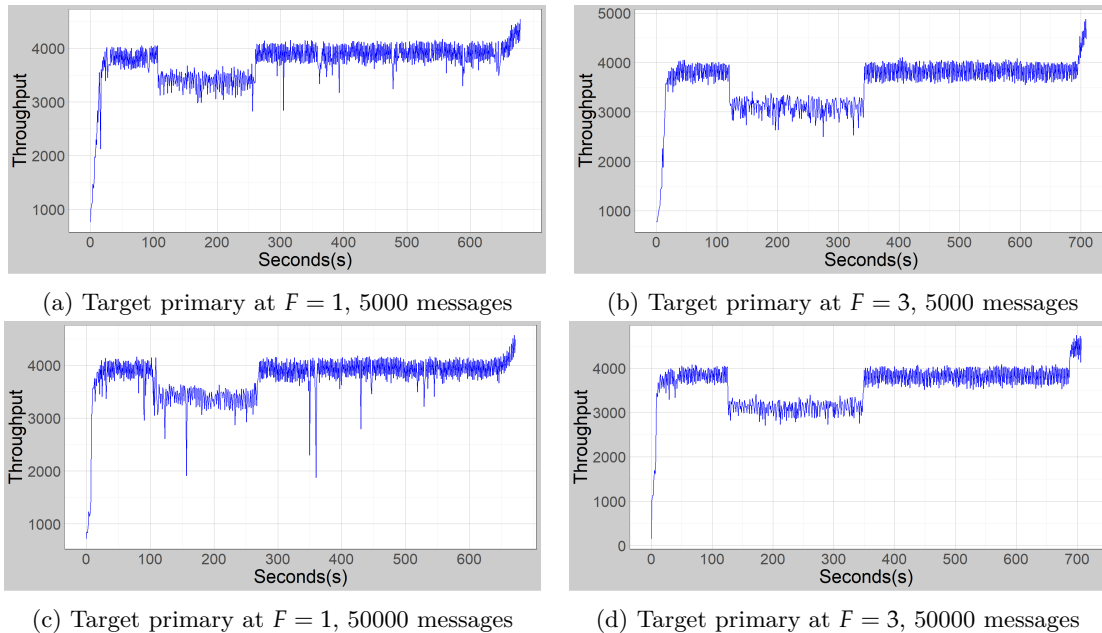 4000
3000
2000
1000
Throughput
0 100 200 300 400 500 600
Seconds(s)
5000
4000
3000
2000
1000
Throughput
0 100 200 300 400 500 600 700
Seconds(s)
(a) Target primary at F = 1, 5000 messages
(b) Target primary at F = 3, 5000 messages
4000
3000
2000
1000
Throughput
0 100 200 300 400 500 600
Seconds(s)
4000
3000
2000
1000
0
Throughput
0 100 200 300 400 500 600 700
Seconds(s)
(c) Target primary at F = 1, 50000 messages
(d) Target primary at F = 3, 50000 messages